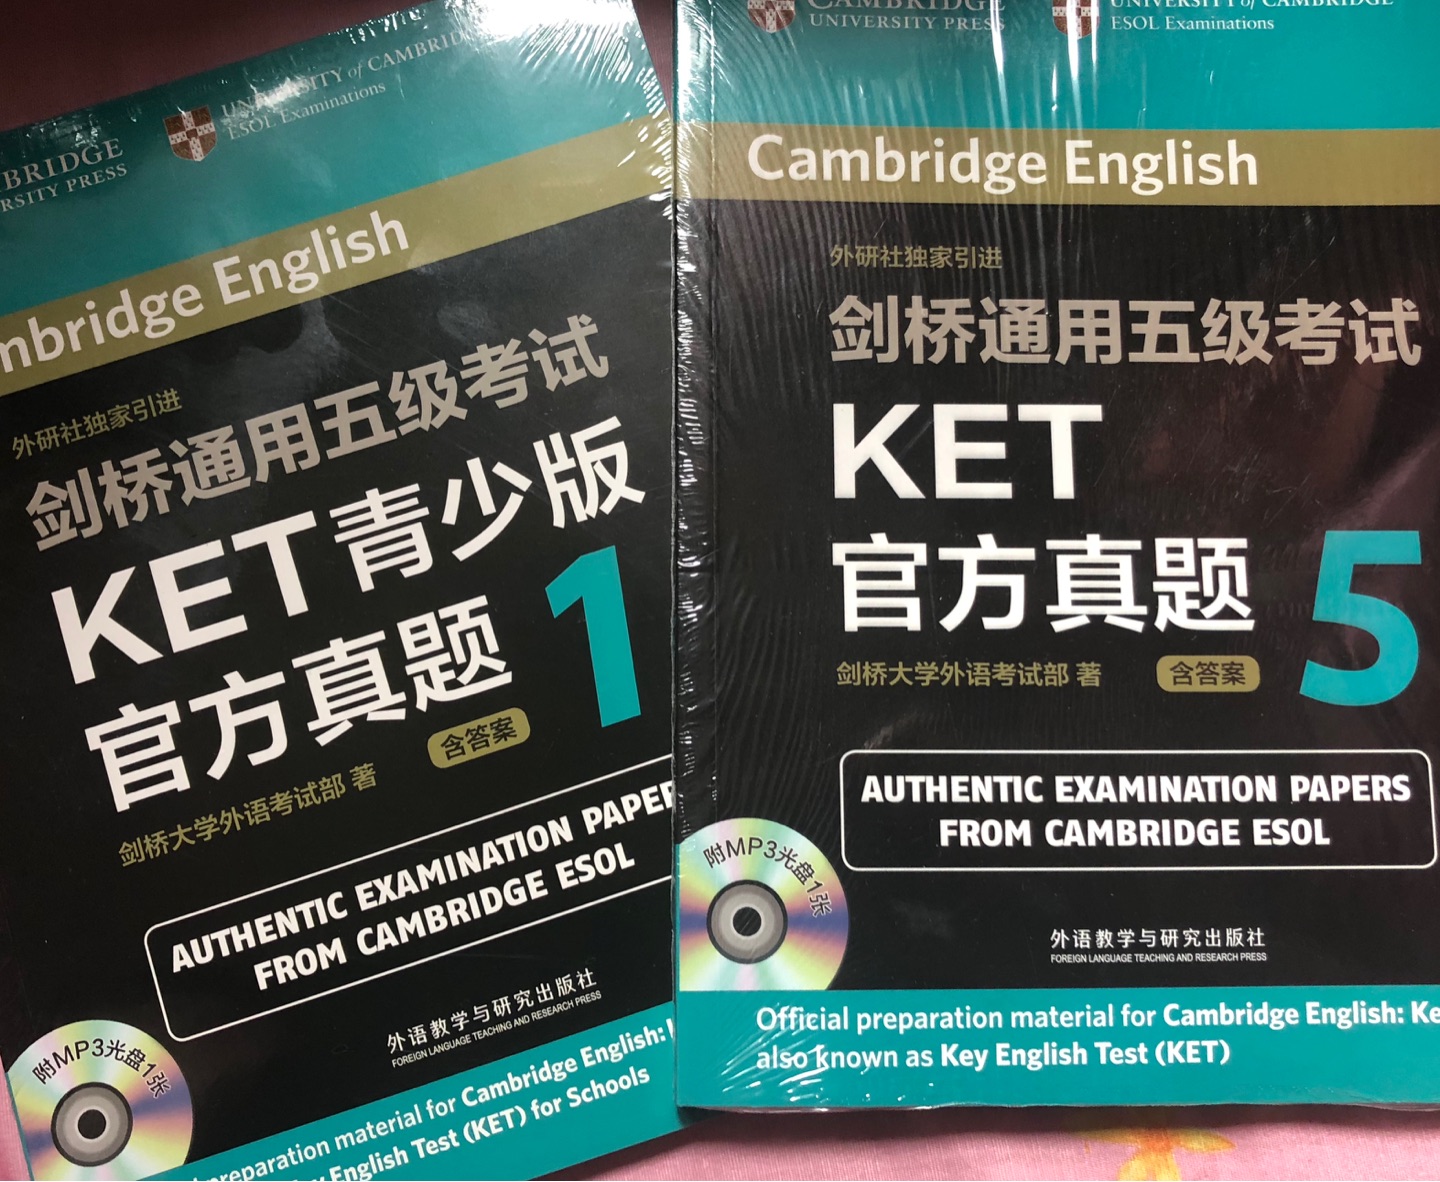 UNIVERSITY of CAMBRIDG
ESOL Examinations
BRIDGE
RSITY PRESS
mbridge English
外研社独家引进
剑桥通用五级考试
KET青少版
官方真题 1
剑桥大学外语考试部 著 含答案
AUTHENTIC EXAMINATION PAPER
FROM CAMBRIDGE ESOL
外语教学与研究出版社
FOREIGN LANGUAGE TEACHING AND RESEARCH PRESS
附MP3光盘1张
preparation material for Cambridge English:
English Test (KET) for Schools
CAMBRIDGE
UNIVERSITY PRESS
UNIVERSITY of CAMBRIDGE
ESOL Examinations
Cambridge English
外研社独家引进
剑桥通用五级考试
KET
官方真题 5
剑桥大学外语考试部 著 含答案
AUTHENTIC EXAMINATION PAPERS
FROM CAMBRIDGE ESOL
附MP3光盘1张
外语教学与研究出版社
FOREIGN LANGUAGE TEACHING AND RESEARCH PRESS
Official preparation material for Cambridge English: Ke
also known as Key English Test (KET)